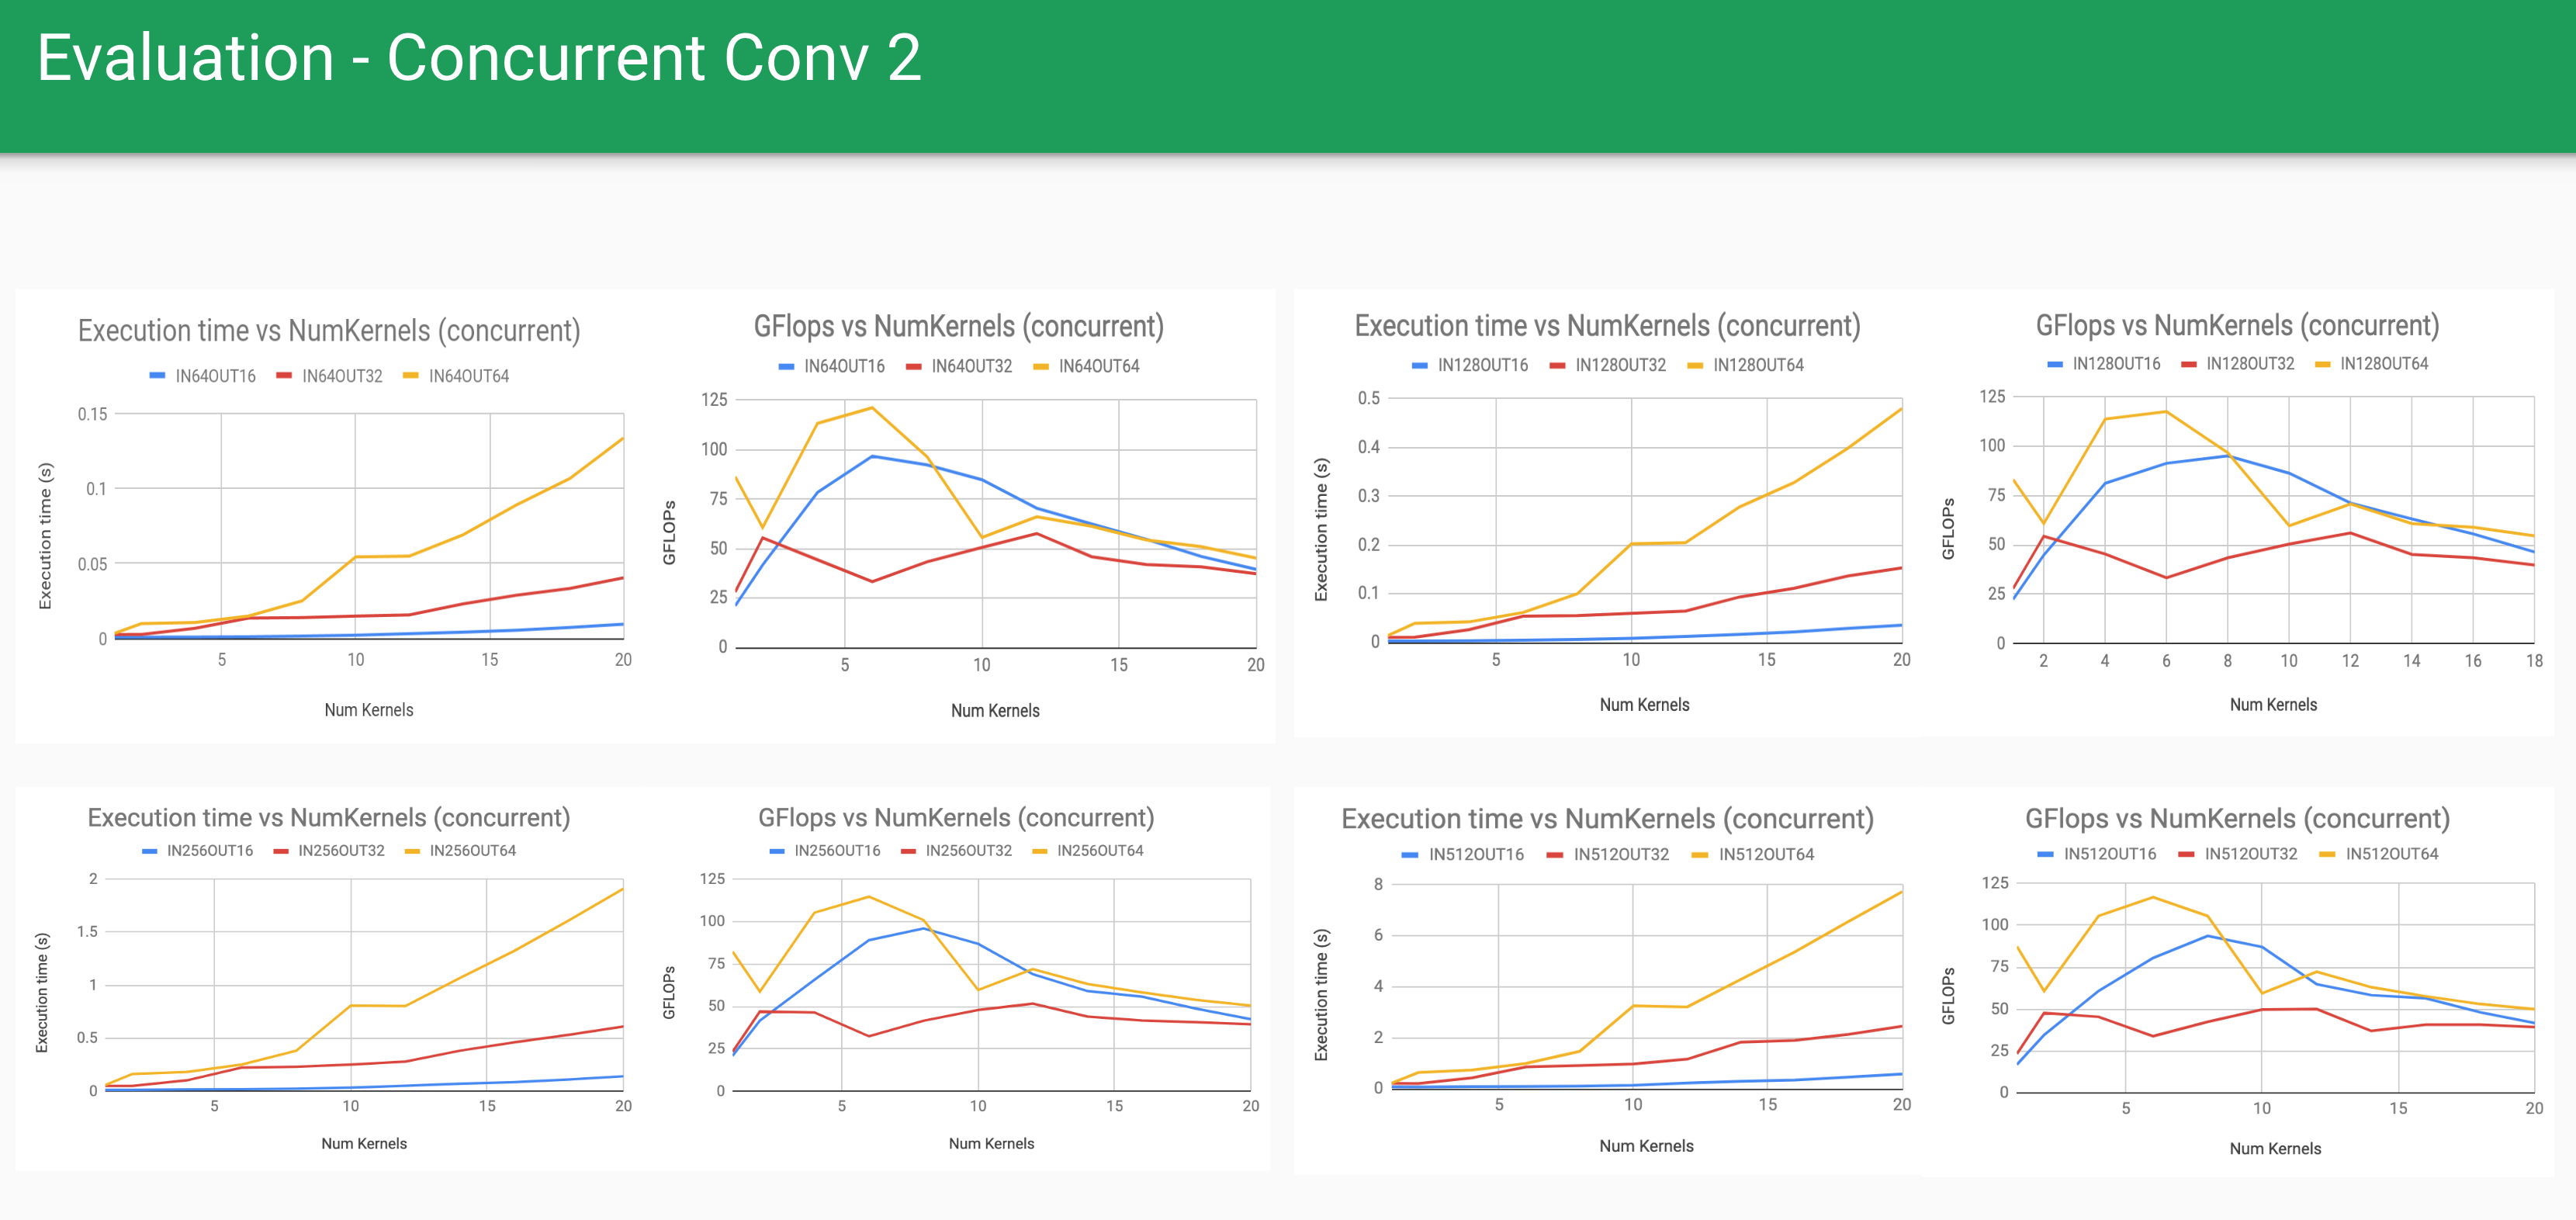 Evaluation - Concurrent Conv 2
Execution time vs NumKernels (concurrent)
IN64OUT16 IN64OUT32 IN64OUT64
Execution time (s)
0.15
0.1
0.05
0
5 10 15 20
Num Kernels
GFlops vs NumKernels (concurrent)
IN64OUT16 IN64OUT32 IN64OUT64
GFLOPs
125
100
75
50
25
0
5 10 15 20
Num Kernels
Execution time vs NumKernels (concurrent)
IN128OUT16 IN128OUT32 IN128OUT64
Execution time (s)
0.5
0.4
0.3
0.2
0.1
0
5 10 15 20
Num Kernels
GFlops vs NumKernels (concurrent)
IN128OUT16 IN128OUT32 IN128OUT64
GFLOPs
125
100
75
50
25
0
2 4 6 8 10 12 14 16 18
Num Kernels
Execution time vs NumKernels (concurrent)
IN256OUT16 IN256OUT32 IN256OUT64
Execution time (s)
2
1.5
1
0.5
0
5 10 15 20
Num Kernels
GFlops vs NumKernels (concurrent)
IN256OUT16 IN256OUT32 IN256OUT64
GFLOPs
125
100
75
50
25
0
5 10 15 20
Num Kernels
Execution time vs NumKernels (concurrent)
IN512OUT16 IN512OUT32 IN512OUT64
Execution time (s)
8
6
4
2
0
5 10 15 20
Num Kernels
GFlops vs NumKernels (concurrent)
IN512OUT16 IN512OUT32 IN512OUT64
GFLOPs
125
100
75
50
25
0
5 10 15 20
Num Kernels